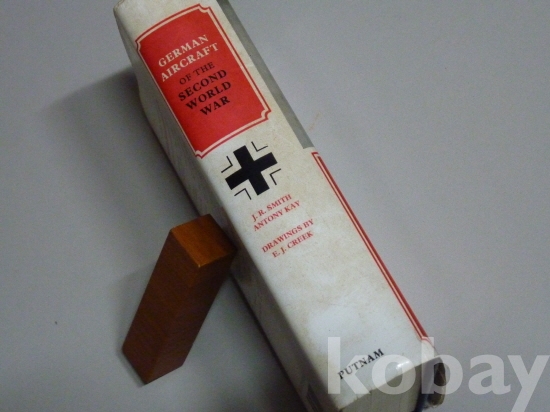 GERMAN
AIRCRAFT
OF THE
SECOND
WORLD
WAR
J. R. SMITH
ANTONY KAY
DRAWINGS BY
E. J. CREEK
PUTNAM
kobay